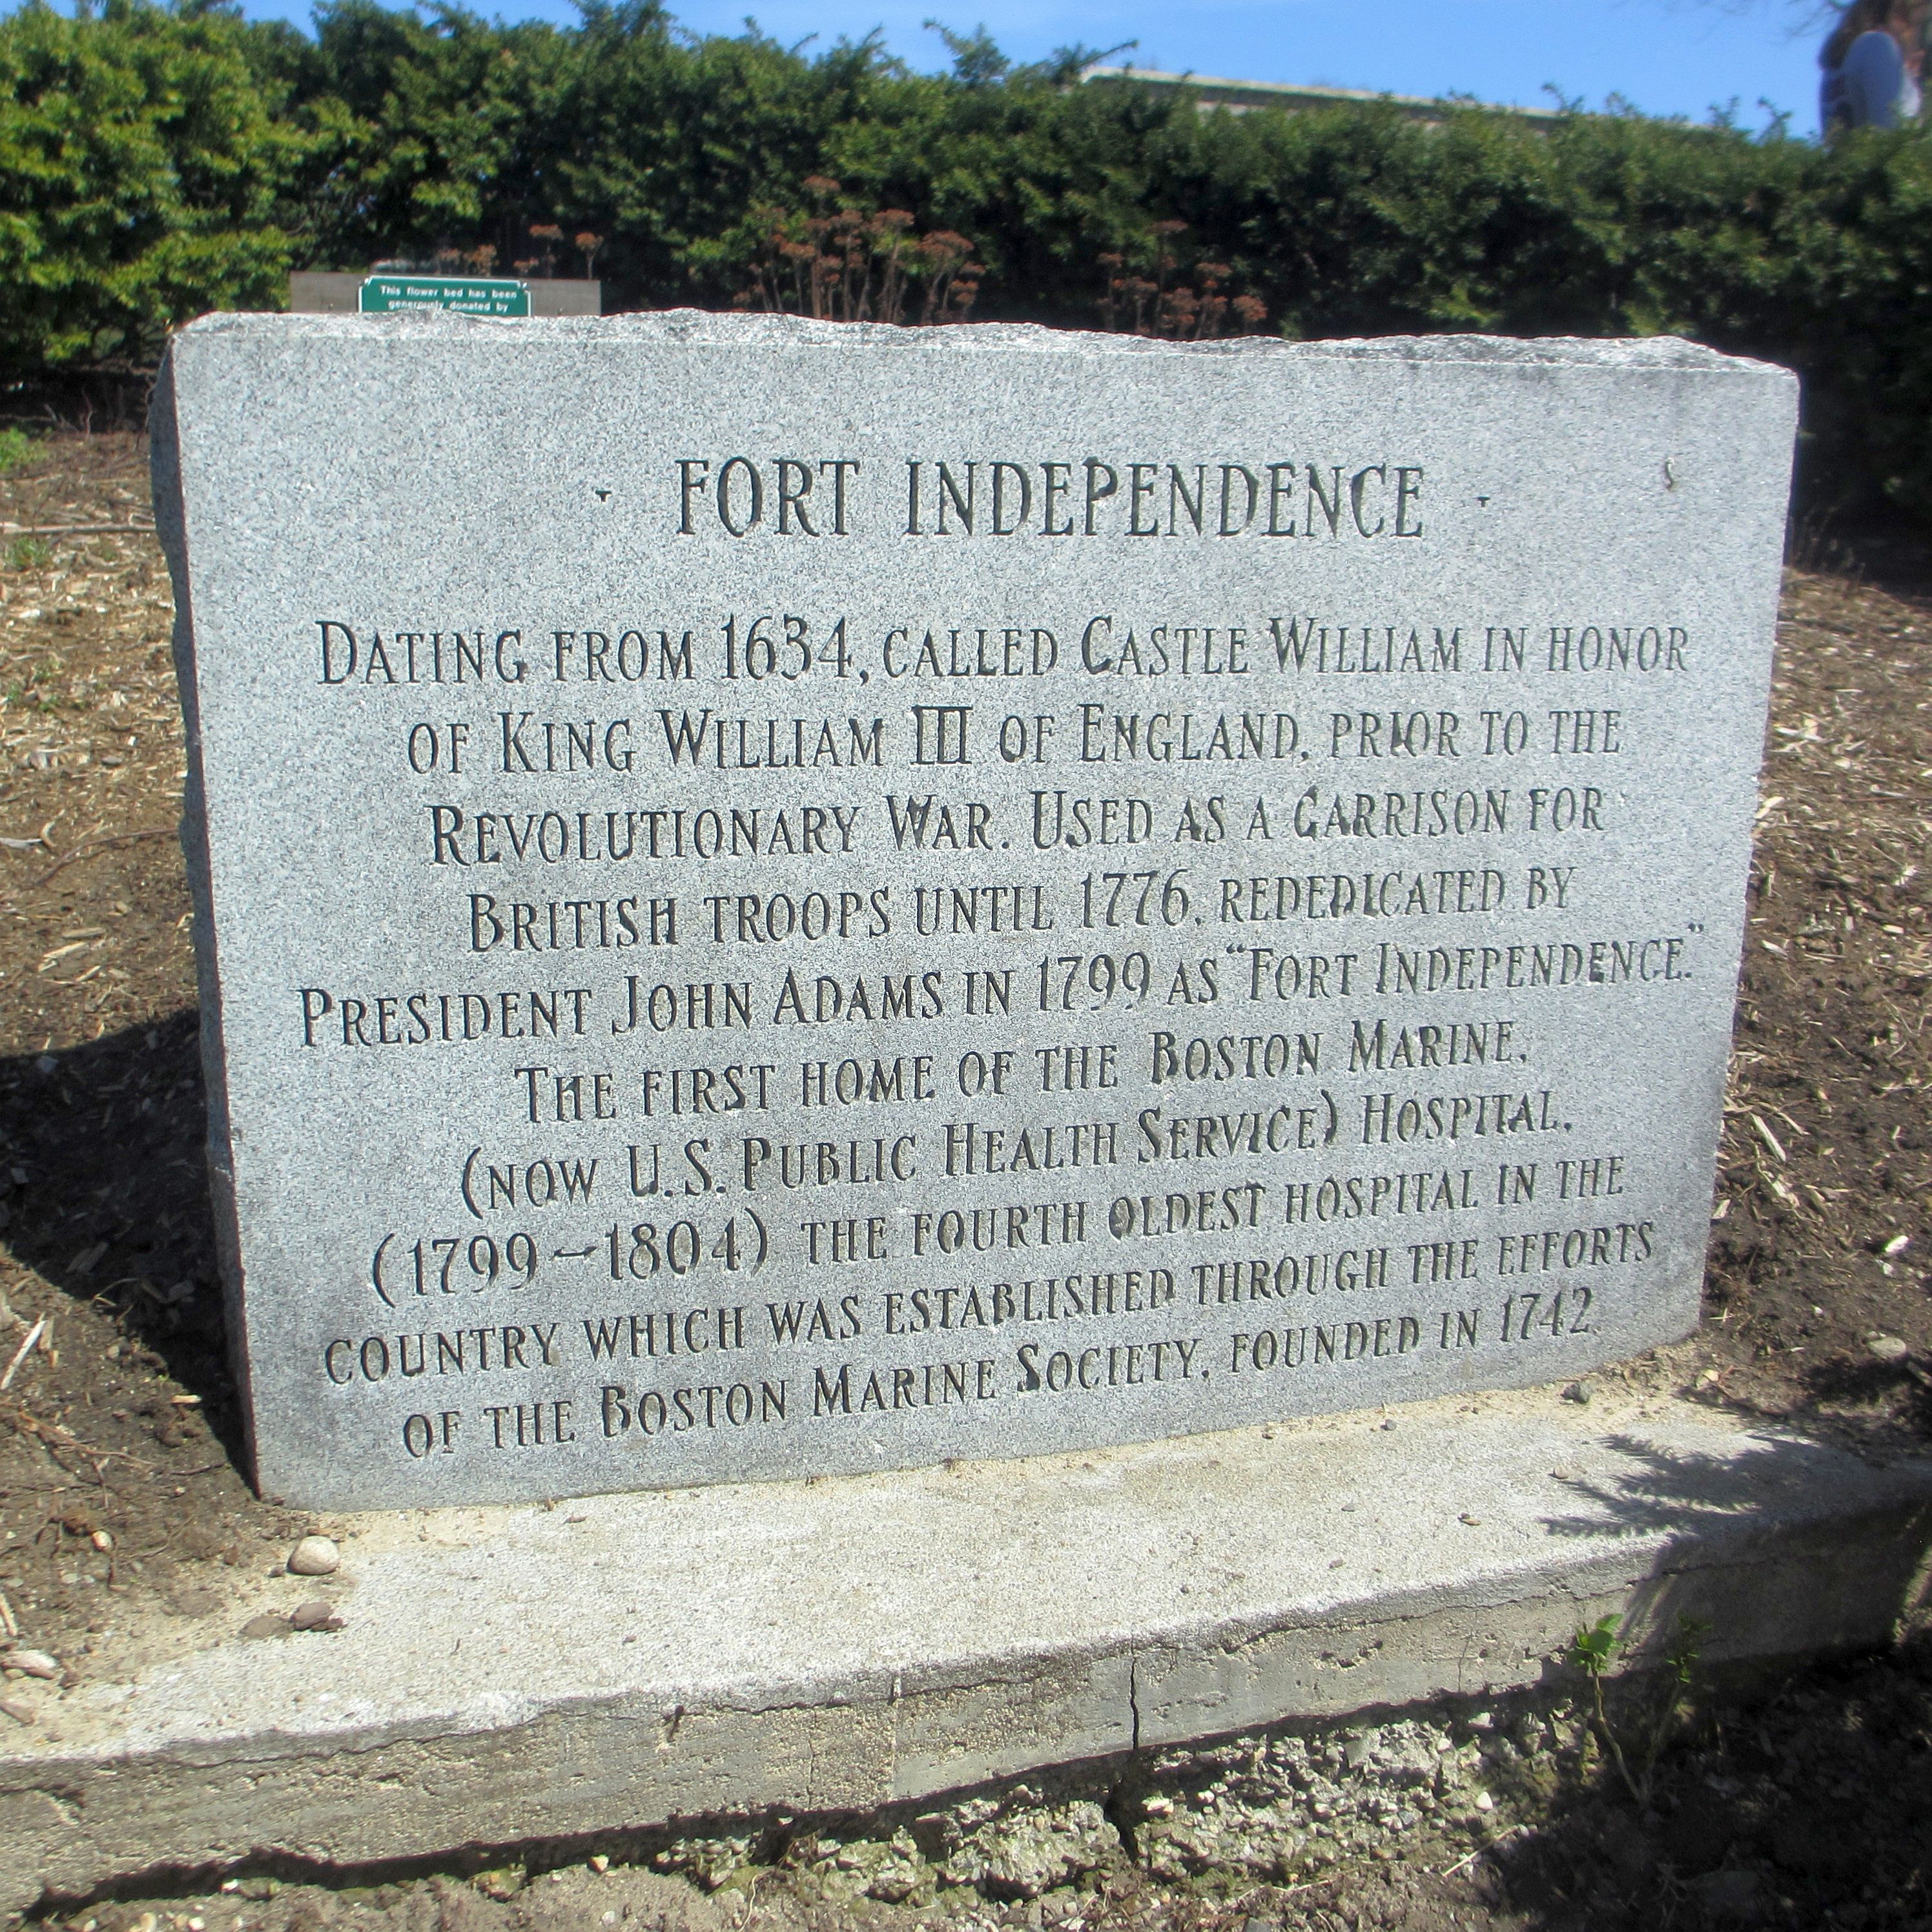 This flower bed has been
generously donated by
· FORT INDEPENDENCE ·
DATING FROM 1634, CALLED CASTLE WILLIAM IN HONOR
OF KING WILLIAM III OF ENGLAND, PRIOR TO THE
REVOLUTIONARY WAR. USED AS A GARRISON FOR
BRITISH TROOPS UNTIL 1776, REDEDICATED BY
PRESIDENT JOHN ADAMS IN 1799 AS "FORT INDEPENDENCE."
THE FIRST HOME OF THE BOSTON MARINE,
(NOW U.S. PUBLIC HEALTH SERVICE) HOSPITAL,
(1799–1804) THE FOURTH OLDEST HOSPITAL IN THE
COUNTRY WHICH WAS ESTABLISHED THROUGH THE EFFORTS
OF THE BOSTON MARINE SOCIETY, FOUNDED IN 1742.